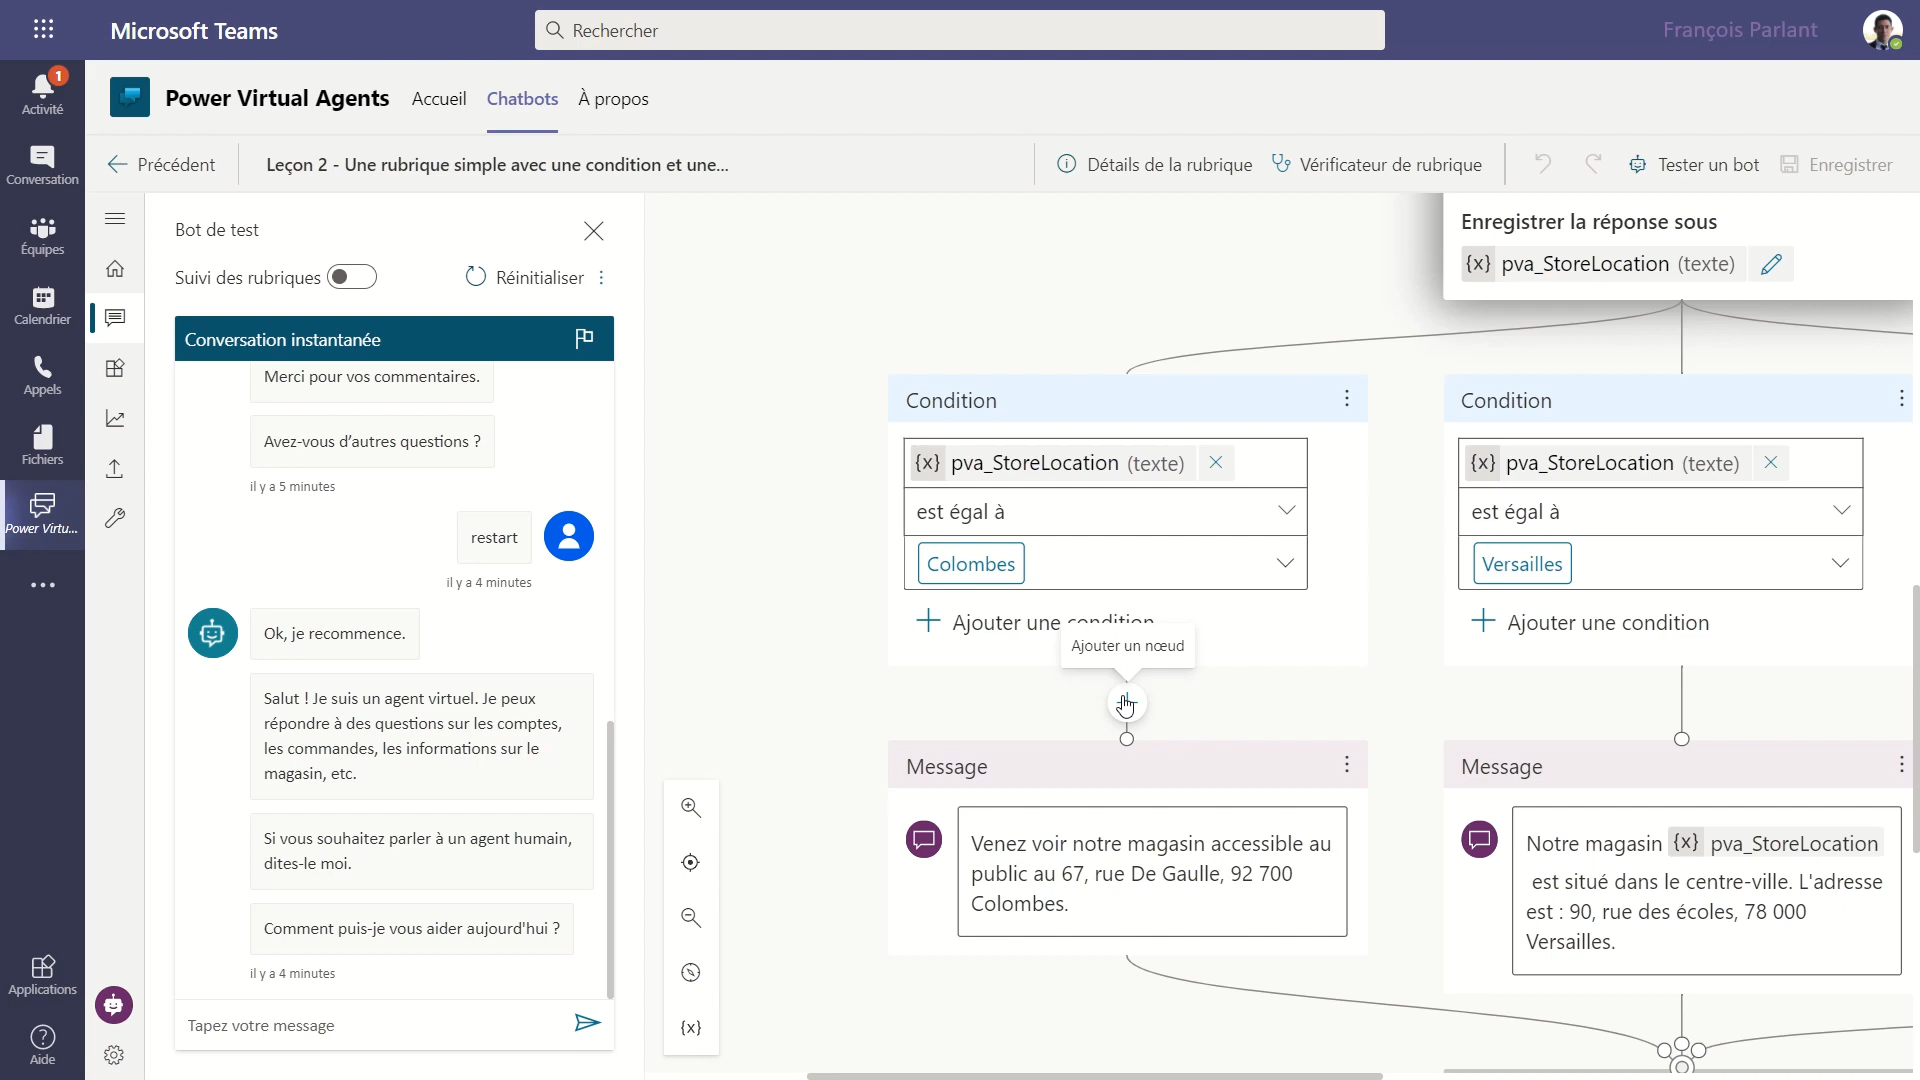 Microsoft Teams
Rechercher
François Parlant
1
Activité
Conversation
Équipes
Calendrier
Appels
Fichiers
Power Virtu...
Applications
Aide
Power Virtual Agents
Accueil
Chatbots
À propos
Précédent
Leçon 2 - Une rubrique simple avec une condition et une...
Détails de la rubrique
Vérificateur de rubrique
Tester un bot
Enregistrer
Bot de test
Suivi des rubriques
Réinitialiser
Conversation instantanée
Merci pour vos commentaires.
Avez-vous d’autres questions ?
il y a 5 minutes
restart
il y a 4 minutes
Ok, je recommence.
Salut ! Je suis un agent virtuel. Je peux
répondre à des questions sur les comptes,
les commandes, les informations sur le
magasin, etc.
Si vous souhaitez parler à un agent humain,
dites-le moi.
Comment puis-je vous aider aujourd'hui ?
il y a 4 minutes
Tapez votre message
{x}
Enregistrer la réponse sous
{x} pva_StoreLocation (texte)
Condition
{x} pva_StoreLocation (texte)
est égal à
Colombes
Ajouter une condition
Ajouter un nœud
Message
Venez voir notre magasin accessible au
public au 67, rue De Gaulle, 92 700
Colombes.
Condition
{x} pva_StoreLocation (texte)
est égal à
Versailles
Ajouter une condition
Message
Notre magasin {x} pva_StoreLocation
est situé dans le centre-ville. L'adresse
est : 90, rue des écoles, 78 000
Versailles.